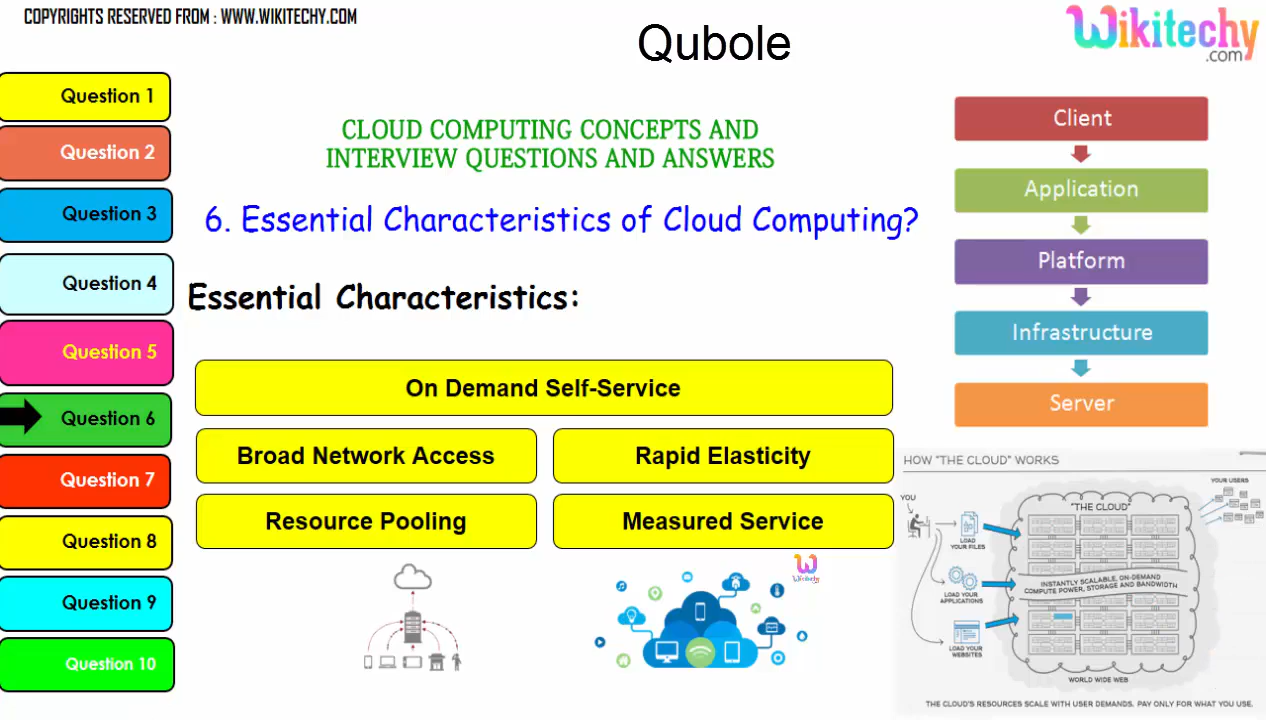 COPYRIGHTS RESERVED FROM : WWW.WIKITECHY.COM
Qubole
Wikitechy
.com
Question 1
Question 2
Question 3
Question 4
Question 5
Question 6
Question 7
Question 8
Question 9
Question 10
CLOUD COMPUTING CONCEPTS AND
INTERVIEW QUESTIONS AND ANSWERS
6. Essential Characteristics of Cloud Computing?
Essential Characteristics:
On Demand Self-Service
Broad Network Access
Rapid Elasticity
Resource Pooling
Measured Service
Wikitechy
Client
Application
Platform
Infrastructure
Server
HOW "THE CLOUD" WORKS
YOUR USERS
YOU
"THE CLOUD"
LOAD
YOUR FILES
INSTANTLY SCALABLE, ON-DEMAND
COMPUTE POWER, STORAGE AND BANDWIDTH
LOAD YOUR
APPLICATIONS
LOAD YOUR
WEBSITES
WORLD WIDE WEB
THE CLOUD'S RESOURCES SCALE WITH USER DEMANDS. PAY ONLY FOR WHAT YOU USE.